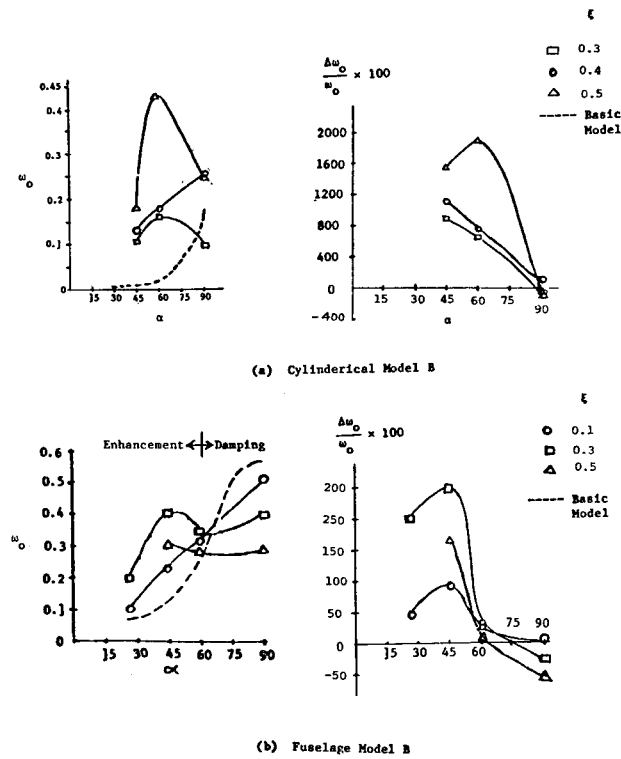 ξ
0.3
0.4
0.5
Basic
Model
Δω₀
ω₀ × 100
0.45
0.4
0.3
0.2
0.1
0
ω₀
15 30 45 60 75 90
α
2000
1600
1200
800
400
0
-400
15 30 45 60 75 90
α
(a) Cylinderical Model B
ξ
0.1
0.3
0.5
Basic
Model
Enhancement
Damping
Δω₀
ω₀ × 100
0.6
0.5
0.4
0.3
0.2
0.1
0
ω₀
15 30 45 60 75 90
α
200
250
100
50
0
-50
15 30 45 60 75 90
(b) Fuselage Model B